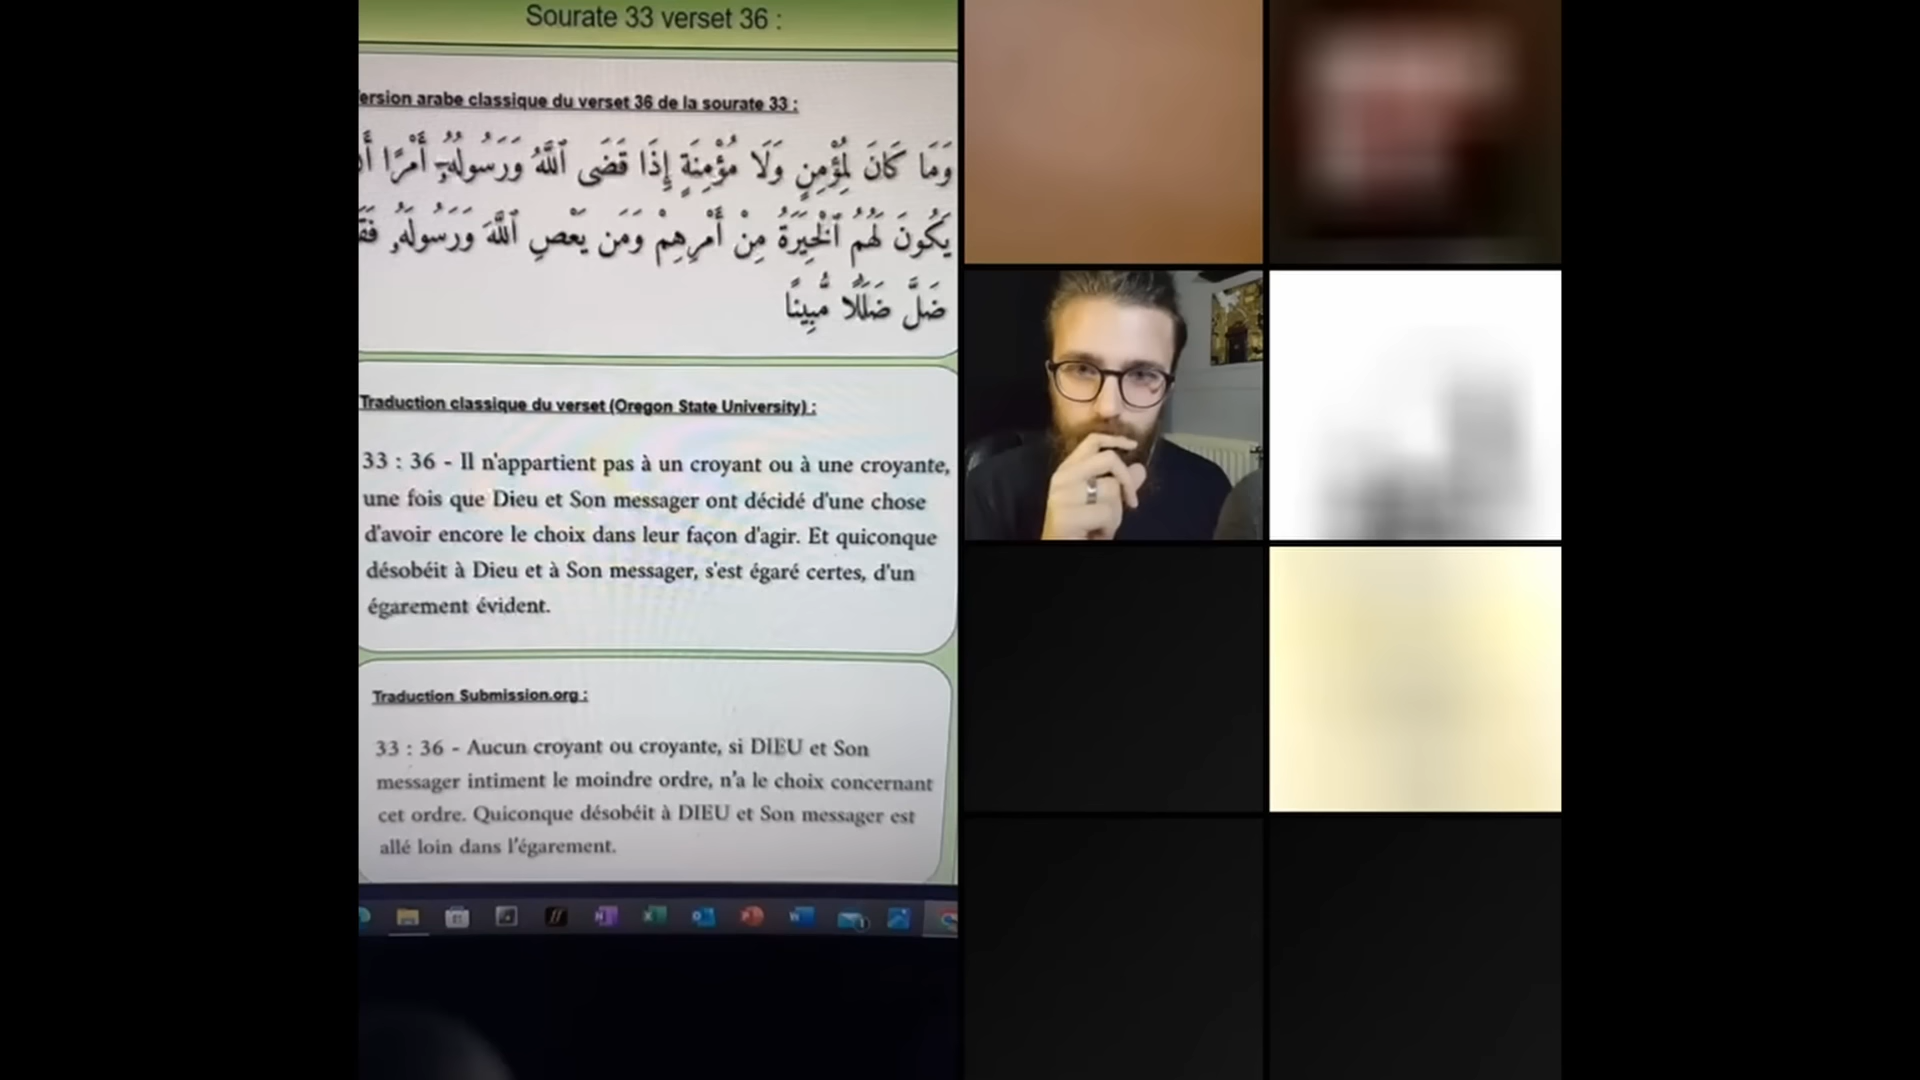 Sourate 33 verset 36 :
ersion arabe classique du verset 36 de la sourate 33 :
وَمَا كَانَ لِمُؤْمِنٍ وَلَا مُؤْمِنَةٍ إِذَا قَضَى ٱللَّهُ وَرَسُولُهُۥٓ أَمْرًا أَن
يَكُونَ لَهُمُ ٱلْخِيَرَةُ مِنْ أَمْرِهِمْ وَمَن يَعْصِ ٱللَّهَ وَرَسُولَهُۥ فَقَ
ضَلَّ ضَلَٰلًا مُّبِينًا
Traduction classique du verset (Oregon State University) :
33 : 36 - Il n'appartient pas à un croyant ou à une croyante,
une fois que Dieu et Son messager ont décidé d'une chose
d'avoir encore le choix dans leur façon d'agir. Et quiconque
désobéit à Dieu et à Son messager, s'est égaré certes, d'un
égarement évident.
Traduction Submission.org :
33 : 36 - Aucun croyant ou croyante, si DIEU et Son
messager intiment le moindre ordre, n'a le choix concernant
cet ordre. Quiconque désobéit à DIEU et Son messager est
allé loin dans l'égarement.